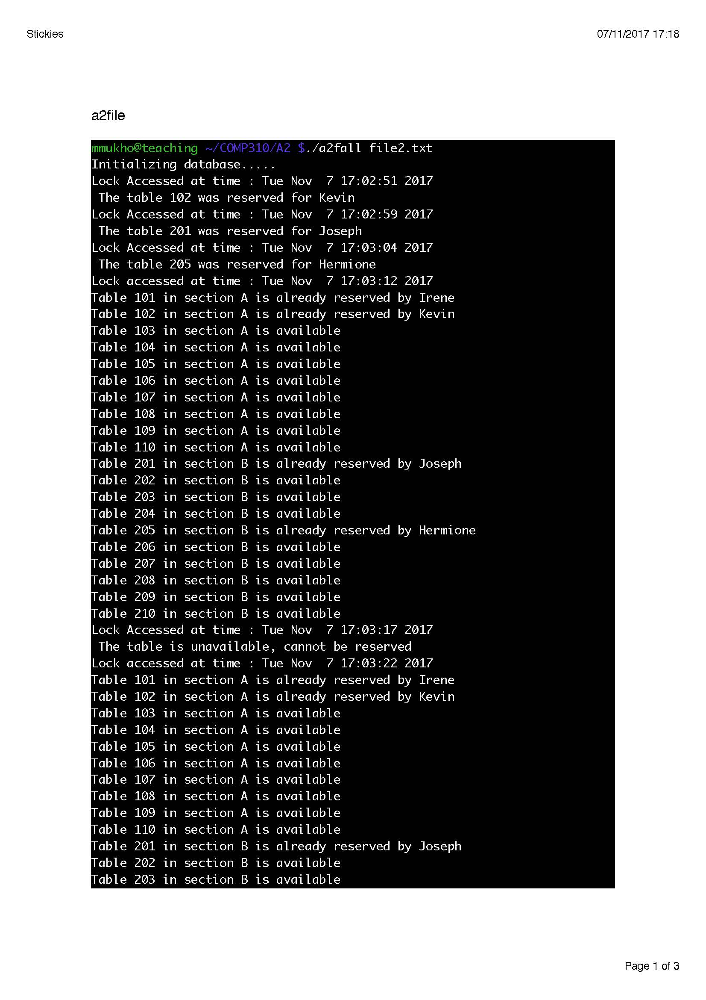 Stickies
07/11/2017 17:18
a2file
mmukho@teaching ~/COMP310/A2 $./a2fall file2.txt
Initializing database.....
Lock Accessed at time : Tue Nov  7 17:02:51 2017
 The table 102 was reserved for Kevin
Lock Accessed at time : Tue Nov  7 17:02:59 2017
 The table 201 was reserved for Joseph
Lock Accessed at time : Tue Nov  7 17:03:04 2017
 The table 205 was reserved for Hermione
Lock accessed at time : Tue Nov  7 17:03:12 2017
Table 101 in section A is already reserved by Irene
Table 102 in section A is already reserved by Kevin
Table 103 in section A is available
Table 104 in section A is available
Table 105 in section A is available
Table 106 in section A is available
Table 107 in section A is available
Table 108 in section A is available
Table 109 in section A is available
Table 110 in section A is available
Table 201 in section B is already reserved by Joseph
Table 202 in section B is available
Table 203 in section B is available
Table 204 in section B is available
Table 205 in section B is already reserved by Hermione
Table 206 in section B is available
Table 207 in section B is available
Table 208 in section B is available
Table 209 in section B is available
Table 210 in section B is available
Lock Accessed at time : Tue Nov  7 17:03:17 2017
 The table is unavailable, cannot be reserved
Lock accessed at time : Tue Nov  7 17:03:22 2017
Table 101 in section A is already reserved by Irene
Table 102 in section A is already reserved by Kevin
Table 103 in section A is available
Table 104 in section A is available
Table 105 in section A is available
Table 106 in section A is available
Table 107 in section A is available
Table 108 in section A is available
Table 109 in section A is available
Table 110 in section A is available
Table 201 in section B is already reserved by Joseph
Table 202 in section B is available
Table 203 in section B is available
Page 1 of 3